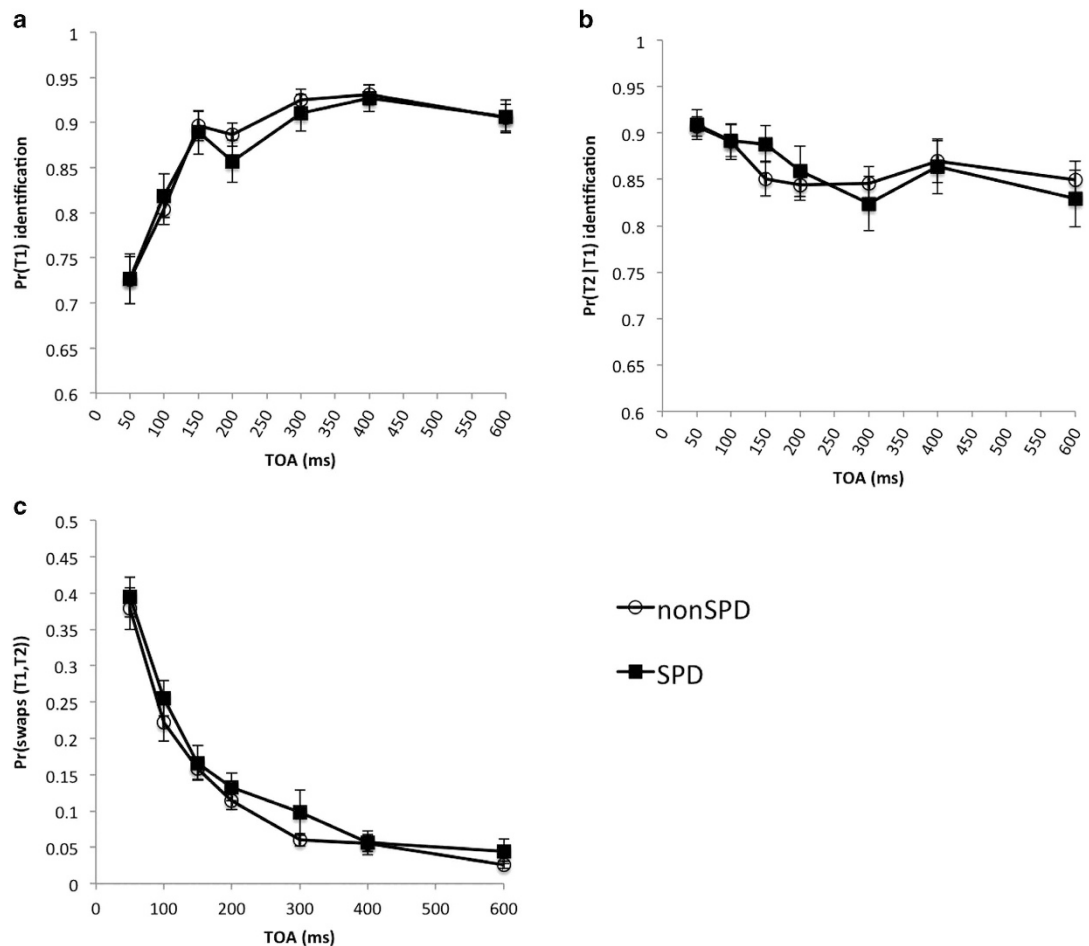 a
1
0.95
0.9
0.85
0.8
0.75
0.7
0.65
0.6
Pr(T1) identification
0 50 100 150 200 250 300 350 400 450 500 550 600
TOA (ms)
b
1
0.95
0.9
0.85
0.8
0.75
0.7
0.65
0.6
Pr(T2|T1) identification
0 50 100 150 200 250 300 350 400 450 500 550 600
TOA (ms)
c
0.5
0.45
0.4
0.35
0.3
0.25
0.2
0.15
0.1
0.05
0
Pr(swaps (T1,T2))
0 100 200 300 400 500 600
TOA (ms)
nonSPD
SPD